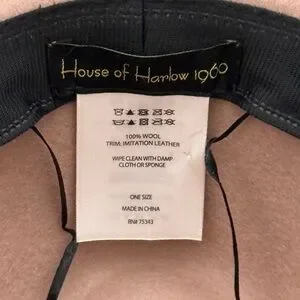 House of Harlow 1960
100% WOOL
TRIM: IMITATION LEATHER
WIPE CLEAN WITH DAMP
CLOTH OR SPONGE
ONE SIZE
MADE IN CHINA
RN# 75343